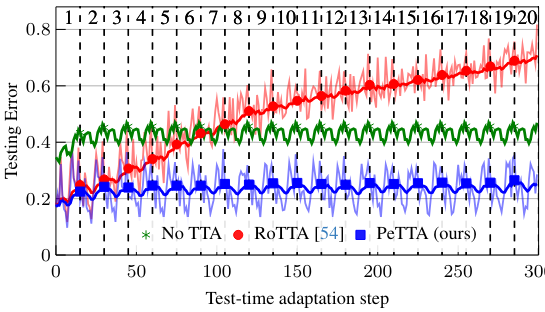 1 2 3 4 5 6 7 8 9 10 11 12 13 14 15 16 17 18 19 20
0.8
0.6
0.4
0.2
0
Testing Error
No TTA RoTTA [54] PeTTA (ours)
0 50 100 150 200 250 300
Test-time adaptation step